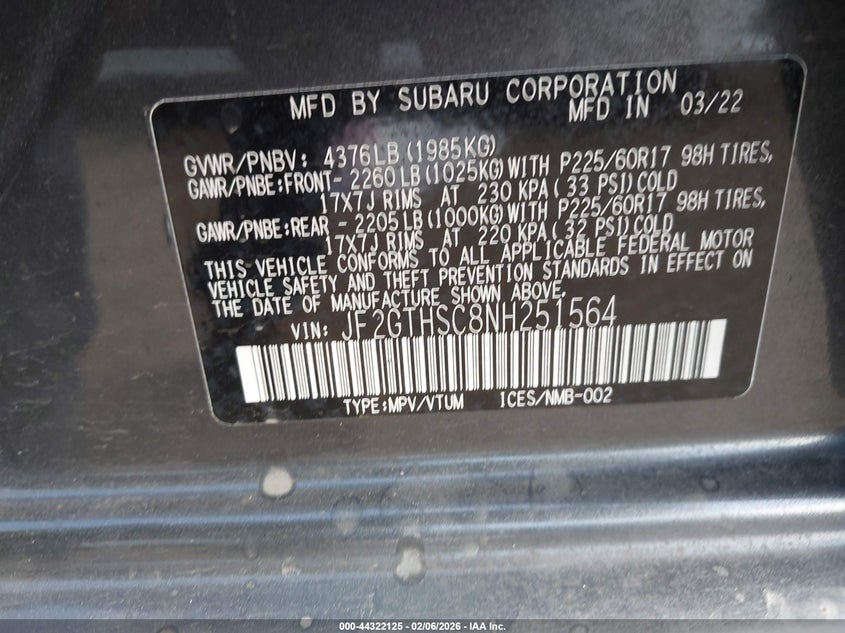 MFD BY SUBARU CORPORATION
MFD IN 03/22
GVWR/PNBV: 4376LB(1985KG)
GAWR/PNBE:FRONT- 2260LB(1025KG)WITH P225/60R17 98H TIRES,
17X7J RIMS AT 230 KPA(33 PSI)COLD
GAWR/PNBE:REAR - 2205LB(1000KG)WITH P225/60R17 98H TIRES,
17X7J RIMS AT 220 KPA(32 PSI)COLD
THIS VEHICLE CONFORMS TO ALL APPLICABLE FEDERAL MOTOR
VEHICLE SAFETY AND THEFT PREVENTION STANDARDS IN EFFECT ON
THE DATE OF MANUFACTURE SHOWN ABOVE.
VIN: JF2GTHSC8NH251564
TYPE:MPV/VTUM ICES/NMB-002
000-44322125 - 02/06/2026 - IAA Inc.